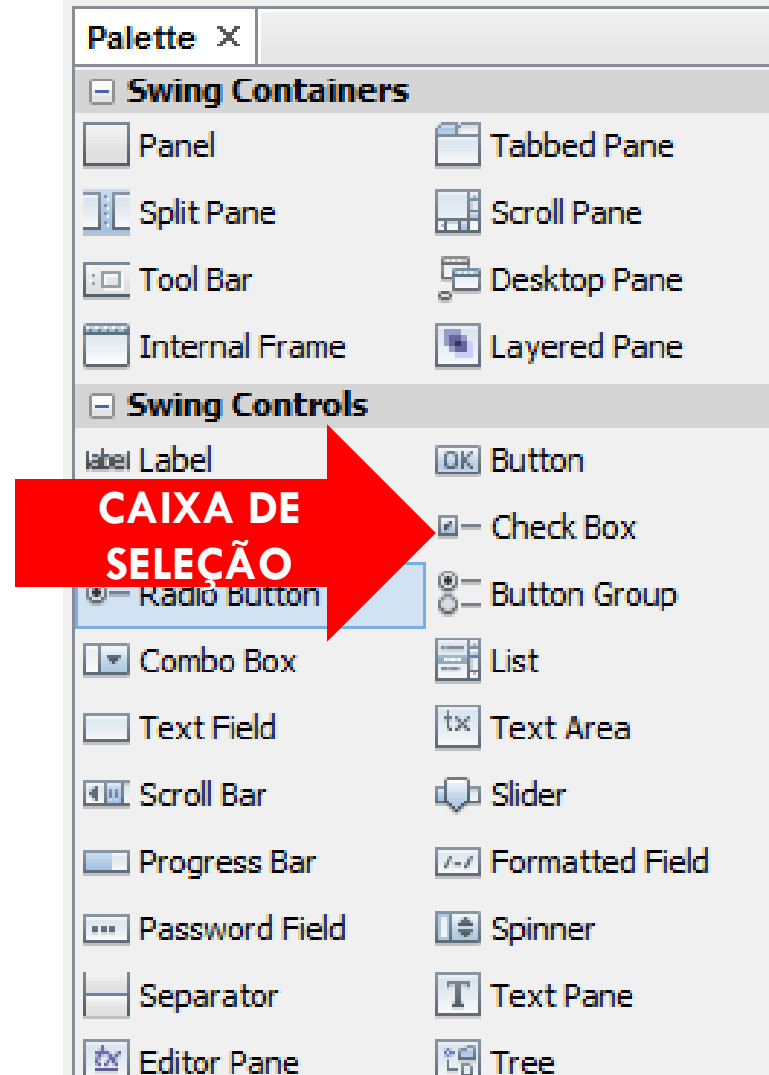 Palette
Swing Containers
Panel
Tabbed Pane
Split Pane
Scroll Pane
Tool Bar
Desktop Pane
Internal Frame
Layered Pane
Swing Controls
label Label
OK Button
CAIXA DE
SELEÇÃO
Check Box
Radio Button
Button Group
Combo Box
List
Text Field
tx Text Area
Scroll Bar
Slider
Progress Bar
Formatted Field
Password Field
Spinner
Separator
T Text Pane
tx Editor Pane
Tree